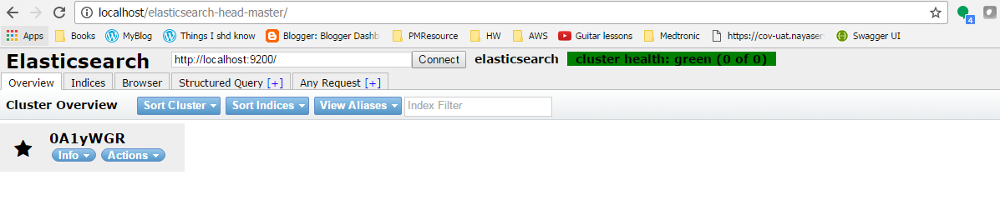 localhost/elasticsearch-head-master/
4
Apps Books MyBlog Things I shd know Blogger: Blogger Dashb PMResource HW AWS Guitar lessons Medtronic https://cov-uat.nayaser Swagger UI
Elasticsearch http://localhost:9200/ Connect elasticsearch cluster health: green (0 of 0)
Overview Indices Browser Structured Query [+] Any Request [+]
Cluster Overview Sort Cluster Sort Indices View Aliases Index Filter
0A1yWGR
Info Actions